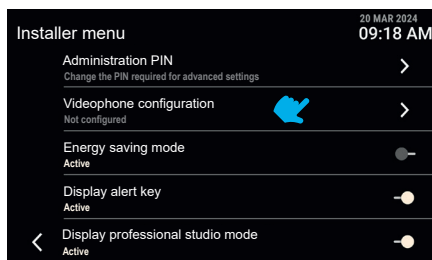 20 MAR 2024
Installer menu 09:18 AM
Administration PIN
Change the PIN required for advanced settings
Videophone configuration
Not configured
Energy saving mode
Active
Display alert key
Active
Display professional studio mode
Active